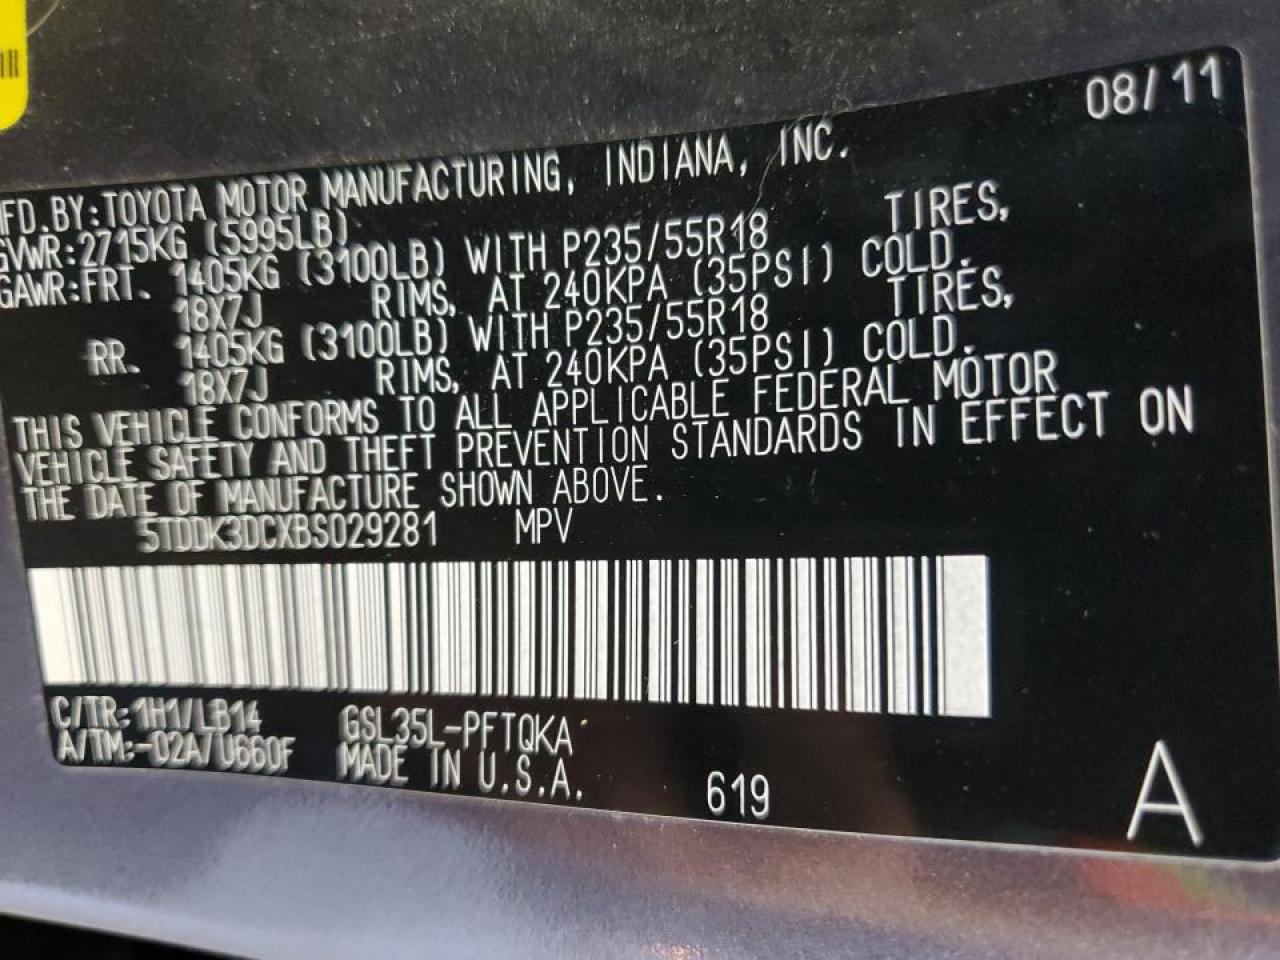 08/11
MFD.BY:TOYOTA MOTOR MANUFACTURING, INDIANA, INC.
GVWR:2715KG (5995LB)
GAWR:FRT. 1405KG (3100LB) WITH P235/55R18 TIRES,
18X7J RIMS, AT 240KPA (35PSI) COLD.
RR. 1405KG (3100LB) WITH P235/55R18 TIRES,
18X7J RIMS, AT 240KPA (35PSI) COLD.
THIS VEHICLE CONFORMS TO ALL APPLICABLE FEDERAL MOTOR
VEHICLE SAFETY AND THEFT PREVENTION STANDARDS IN EFFECT ON
THE DATE OF MANUFACTURE SHOWN ABOVE.
5TDDK3DCXBS029281 MPV
C/TR:1H1/LB14 GSL35L-PFTQKA
A/TM:-02A/U660F MADE IN U.S.A.
619
A